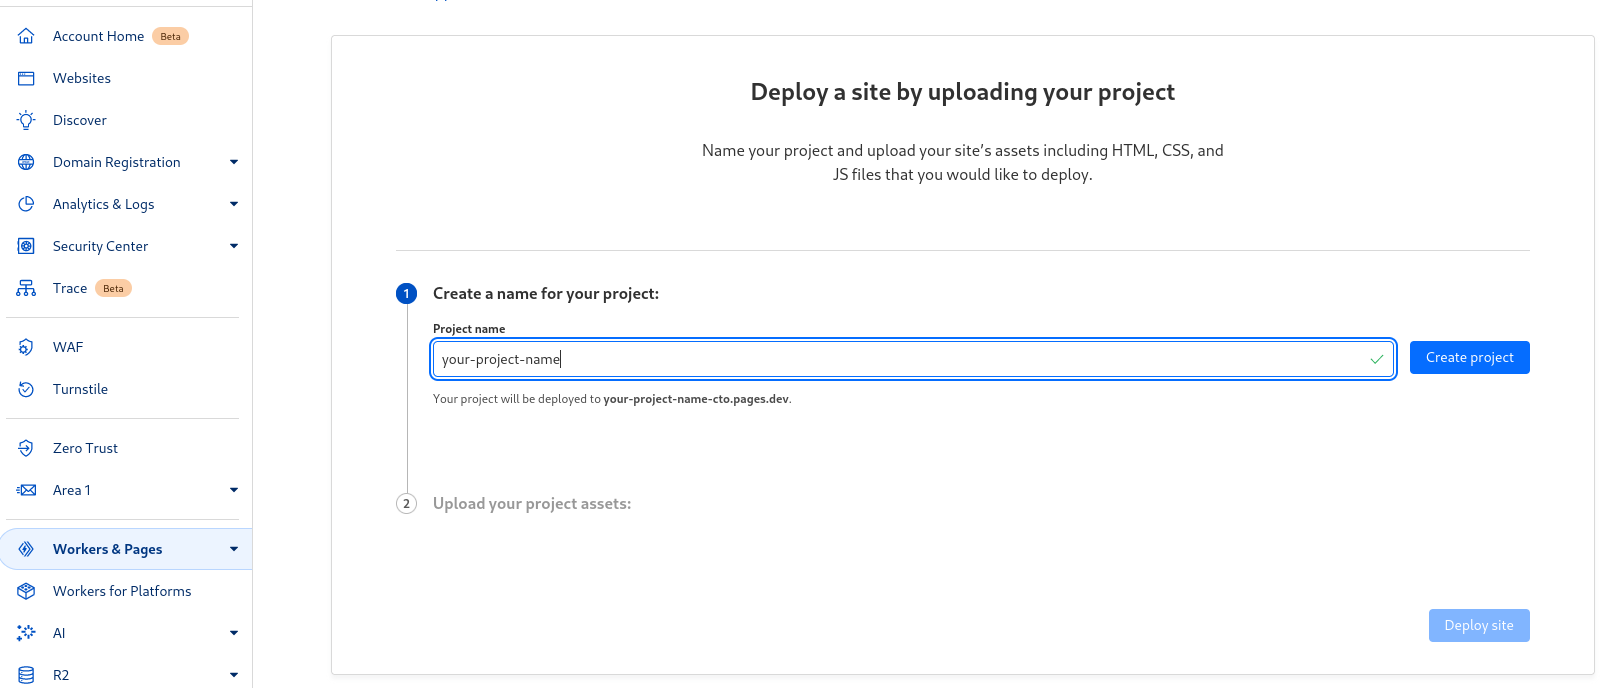 Account Home Beta
Websites
Discover
Domain Registration
Analytics & Logs
Security Center
Trace Beta
WAF
Turnstile
Zero Trust
Area 1
Workers & Pages
Workers for Platforms
AI
R2
Deploy a site by uploading your project
Name your project and upload your site’s assets including HTML, CSS, and
JS files that you would like to deploy.
1 Create a name for your project:
Project name
your-project-name
Create project
Your project will be deployed to your-project-name-cto.pages.dev.
2 Upload your project assets:
Deploy site